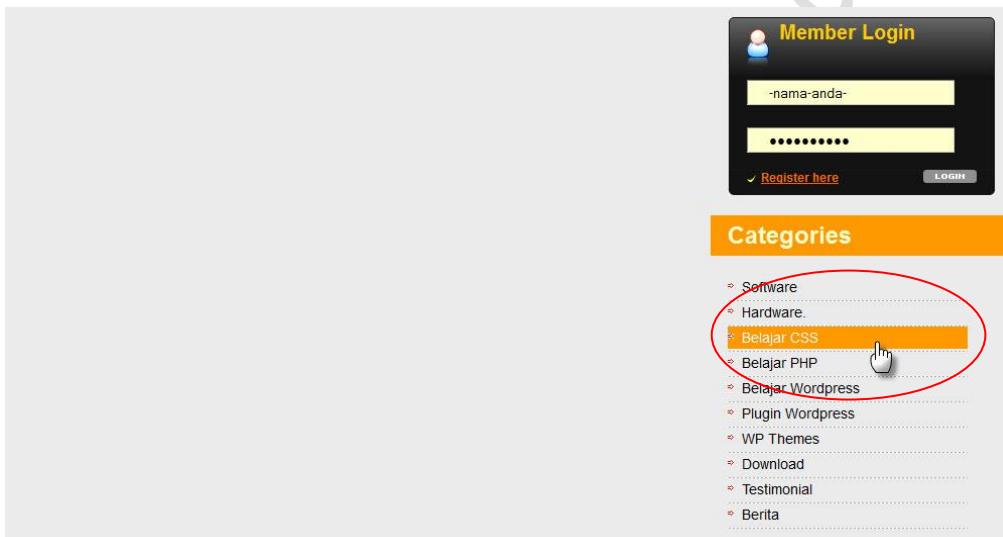 Member Login
-nama-anda-
••••••••••
Register here
LOGIN
Categories
Software
Hardware.
Belajar CSS
Belajar PHP
Belajar Wordpress
Plugin Wordpress
WP Themes
Download
Testimonial
Berita